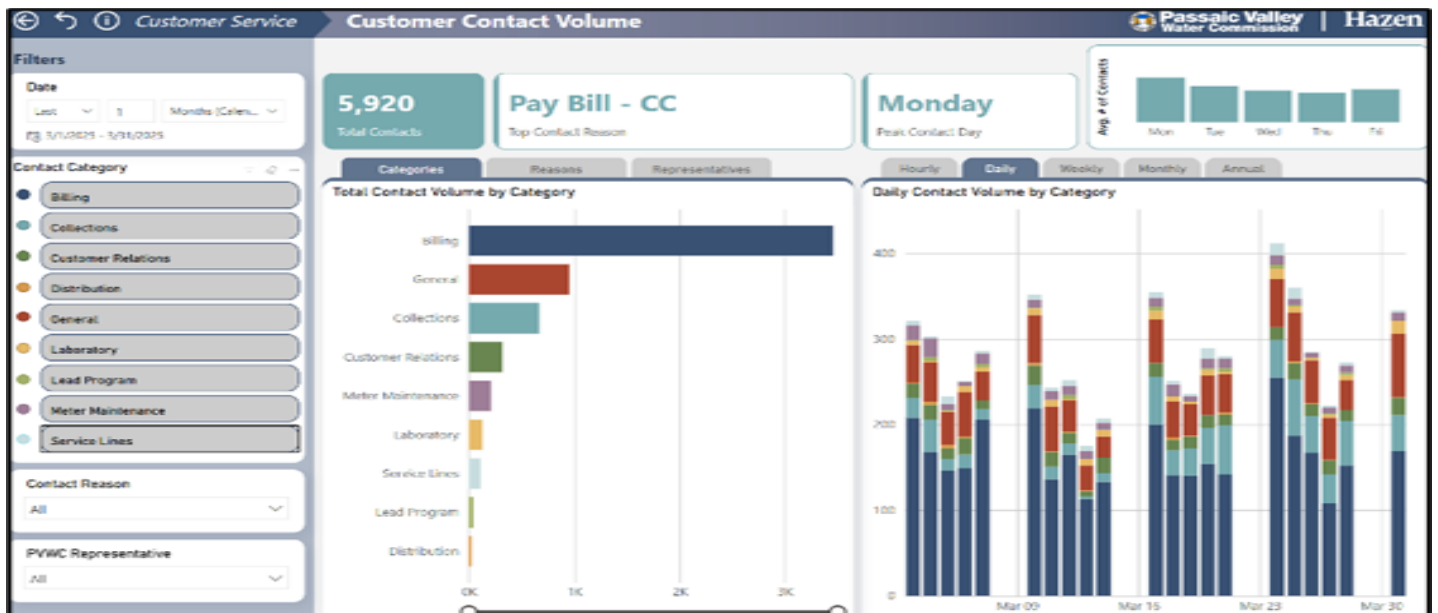 Customer Service
Customer Contact Volume
Passaic Valley
Water Commission
Hazen
Filters
Date
Last
1
Months (Calen...
3/1/2025 - 3/31/2025
Contact Category
Billing
Collections
Customer Relations
Distribution
General
Laboratory
Lead Program
Meter Maintenance
Service Lines
Contact Reason
All
PVWC Representative
All
5,920
Total Contacts
Pay Bill - CC
Top Contact Reason
Monday
Peak Contact Day
Avg. # of Contacts
Mon Tue Wed Thu Fri
Categories Reasons Representatives
Total Contact Volume by Category
Billing
General
Collections
Customer Relations
Meter Maintenance
Laboratory
Service Lines
Lead Program
Distribution
0K 1K 2K 3K
Hourly Daily Weekly Monthly Annual
Daily Contact Volume by Category
400
300
200
100
0
Mar 09 Mar 16 Mar 23 Mar 30